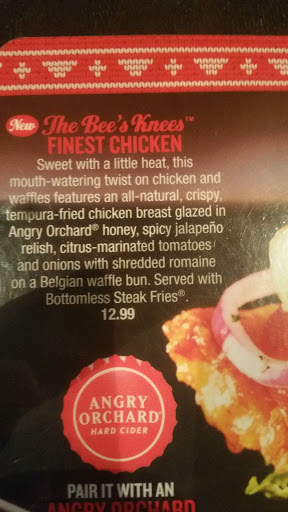 New The Bee's Knees™
FINEST CHICKEN
Sweet with a little heat, this
mouth-watering twist on chicken and
waffles features an all-natural, crispy,
tempura-fried chicken breast glazed in
Angry Orchard® honey, spicy jalapeño
relish, citrus-marinated tomatoes
and onions with shredded romaine
on a Belgian waffle bun. Served with
Bottomless Steak Fries®.
12.99
ANGRY
ORCHARD®
HARD CIDER
PAIR IT WITH AN
ANGRY ORCHARD